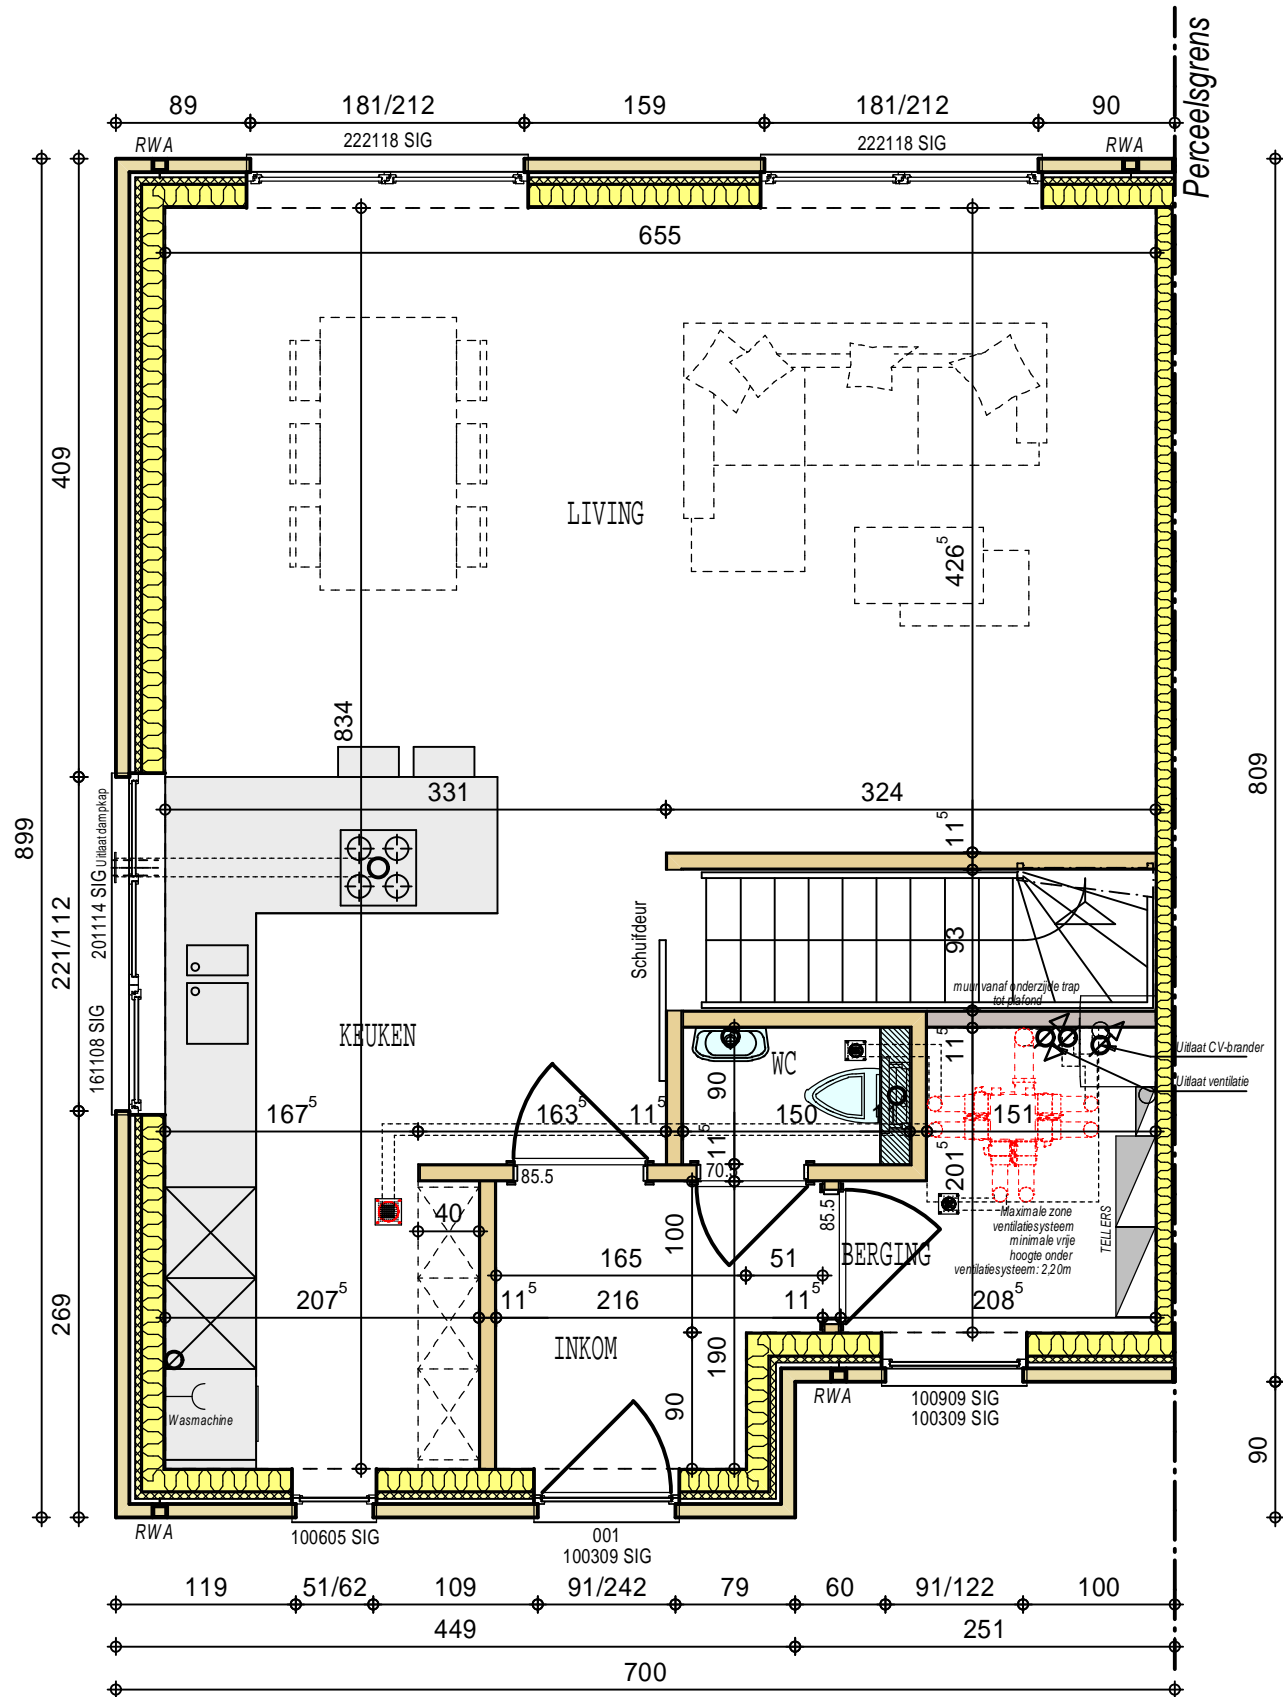 Perceelsgrens
89
181/212
159
181/212
90
RWA
222118 SIG
222118 SIG
RWA
655
409
LIVING
426⁵
834
331
324
11⁵
809
899
221/112
201114 SIG
Uitlaat dampkap
161108 SIG
Schuifdeur
93
muur vanaf onderzijde trap
tot plafond
KEUKEN
WC
90
11⁵
Uitlaat CV-brander
Uitlaat ventilatie
167⁵
163⁵
11⁵
150
151
11⁵
201⁵
85.5
70.
85.5
40
100
Maximale zone
ventilatiesysteem
minimale vrije
hoogte onder
ventilatiesysteem: 2,20m
TELLERS
BERGING
165
51
269
207⁵
11⁵
216
11⁵
208⁵
INKOM
190
90
Wasmachine
RWA
100909 SIG
100309 SIG
90
RWA
100605 SIG
001
100309 SIG
119
51/62
109
91/242
79
60
91/122
100
449
251
700